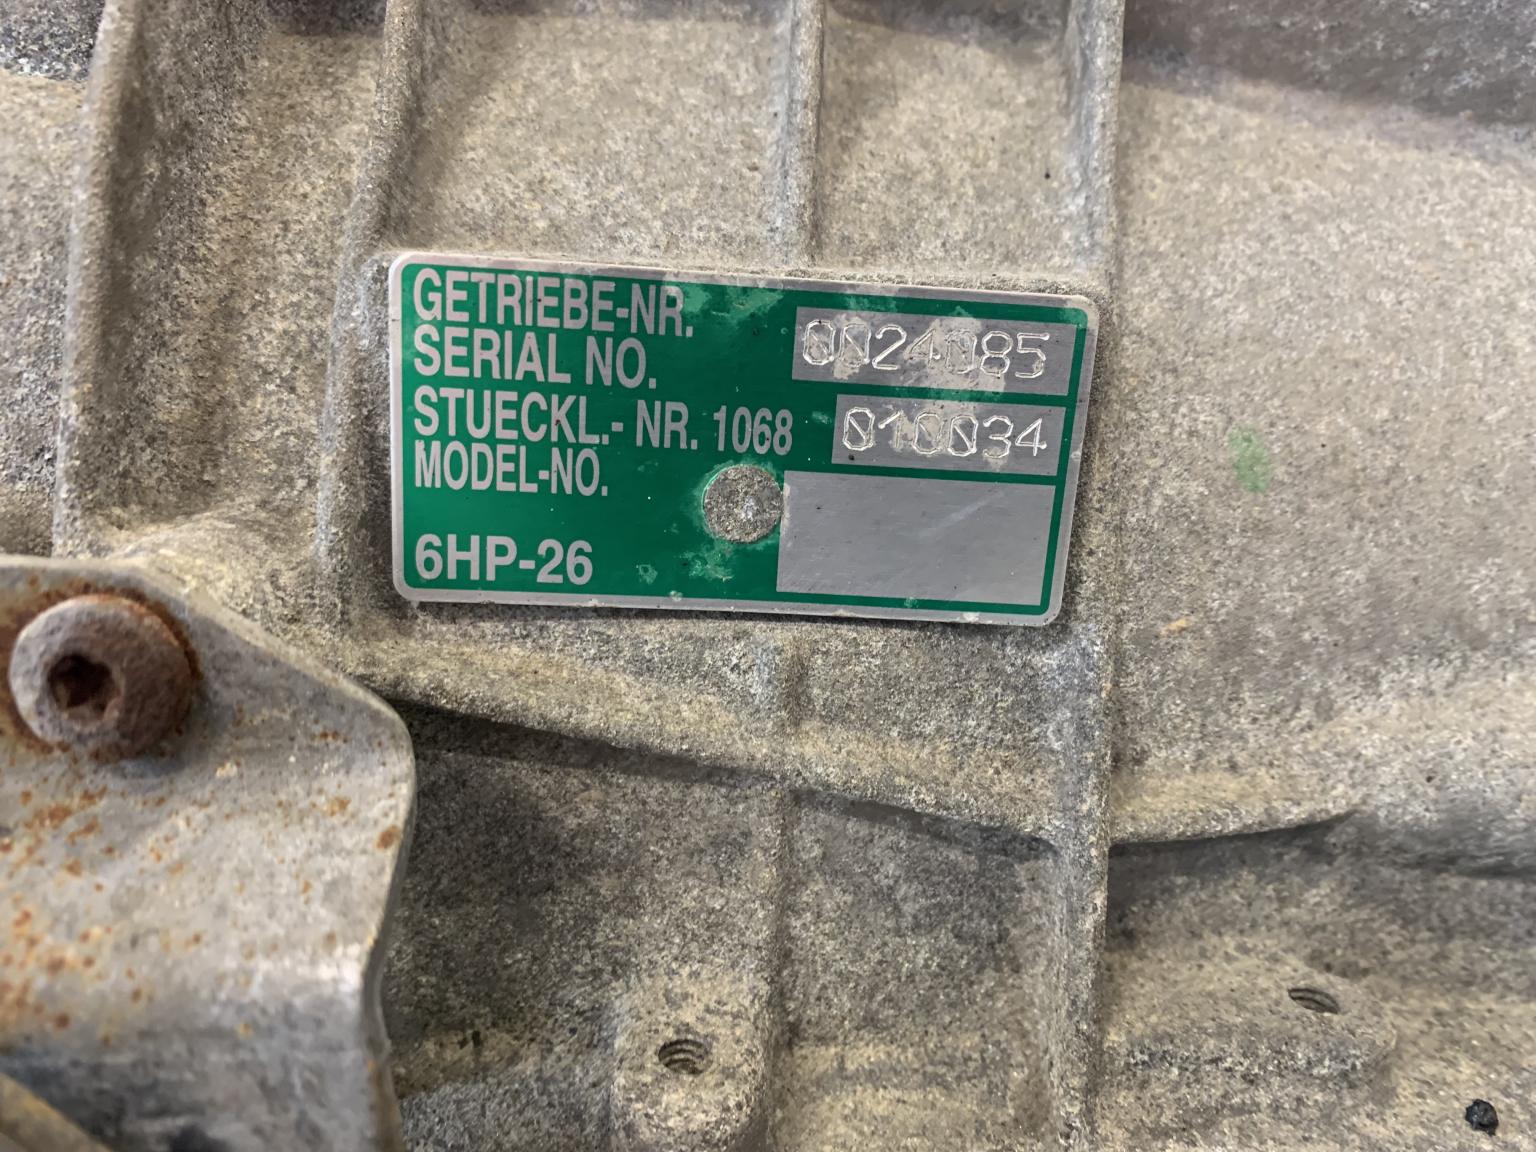 GETRIEBE-NR.
SERIAL NO. 0024085
STUECKL.- NR. 1068 010034
MODEL-NO.
6HP-26